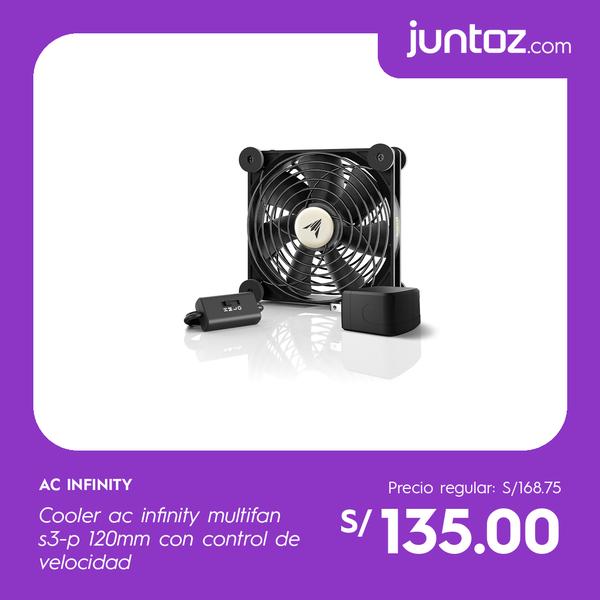 juntoz.com
AC INFINITY
Cooler ac infinity multifan
s3-p 120mm con control de
velocidad
Precio regular: S/168.75
S/135.00